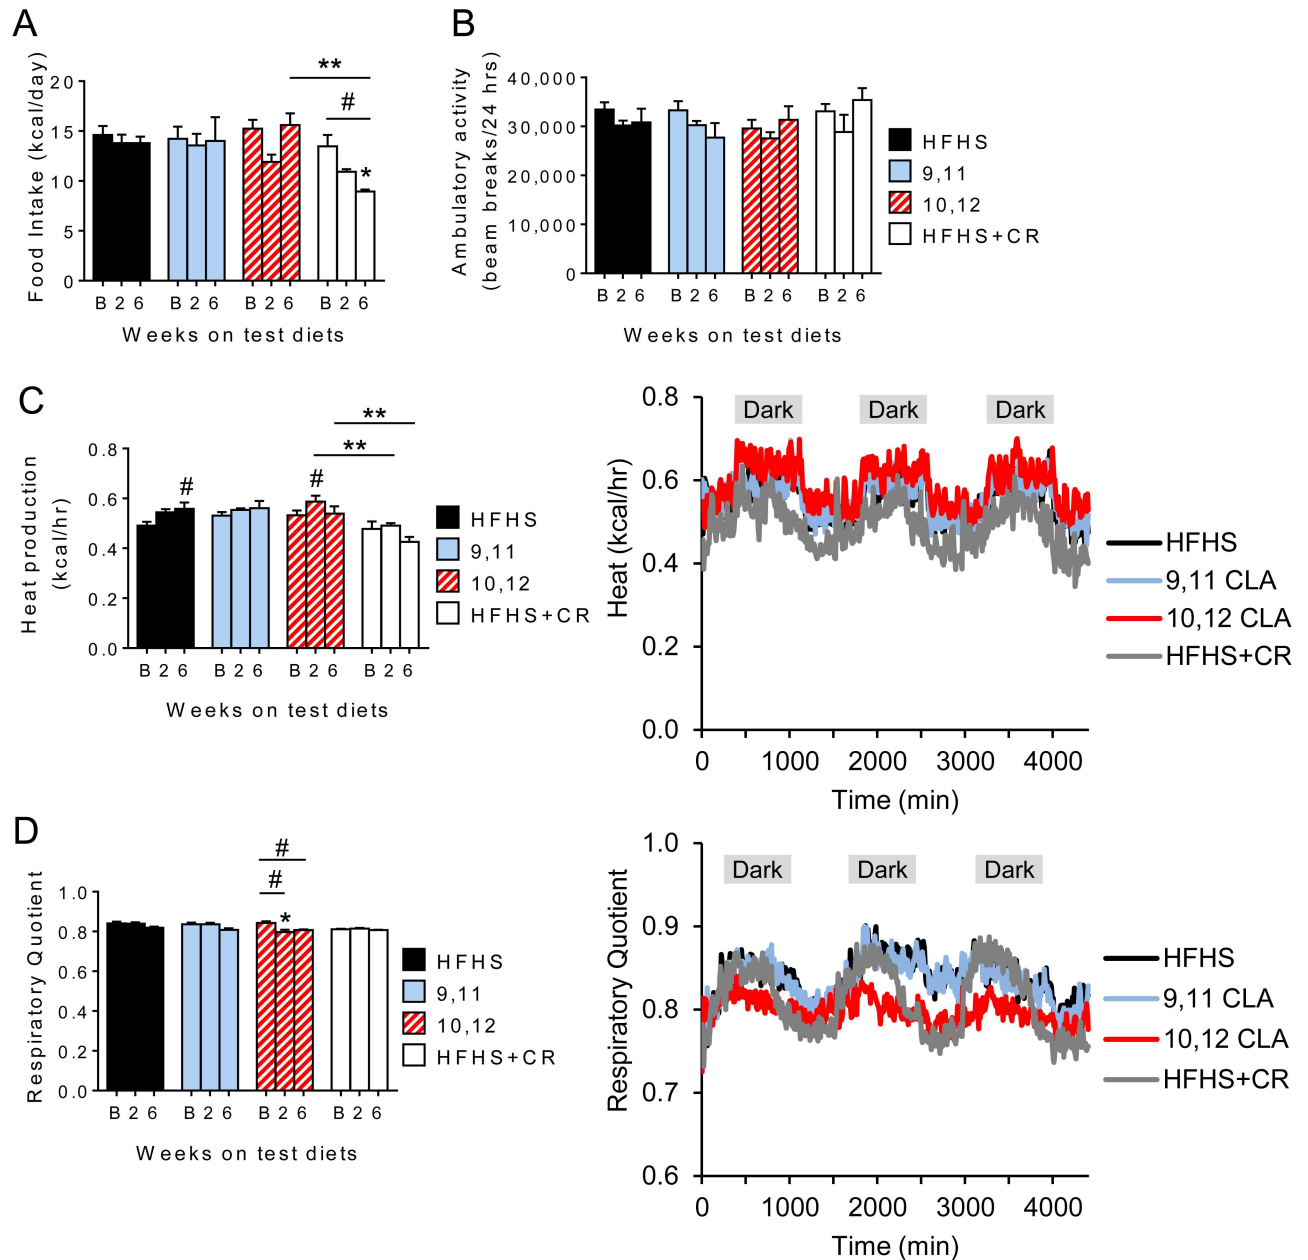 A
Food Intake (kcal/day)
20
15
10
5
0
**
#
*
B 2 6 B 2 6 B 2 6 B 2 6
Weeks on test diets
B
Ambulatory activity
(beam breaks/24 hrs)
40,000
30,000
20,000
10,000
0
B 2 6 B 2 6 B 2 6 B 2 6
Weeks on test diets
HFHS
9,11
10,12
HFHS+CR
C
Heat production
(kcal/hr)
0.8
0.6
0.4
0.2
0.0
**
**
#
#
B 2 6 B 2 6 B 2 6 B 2 6
Weeks on test diets
HFHS
9,11
10,12
HFHS+CR
Heat (kcal/hr)
0.8
0.6
0.4
0.2
0.0
Dark Dark Dark
0 1000 2000 3000 4000
Time (min)
HFHS
9,11 CLA
10,12 CLA
HFHS+CR
D
Respiratory Quotient
1.0
0.8
0.6
0.4
0.2
0.0
#
#
*
B 2 6 B 2 6 B 2 6 B 2 6
Weeks on test diets
HFHS
9,11
10,12
HFHS+CR
Respiratory Quotient
1.0
0.9
0.8
0.7
0.6
Dark Dark Dark
0 1000 2000 3000 4000
Time (min)
HFHS
9,11 CLA
10,12 CLA
HFHS+CR